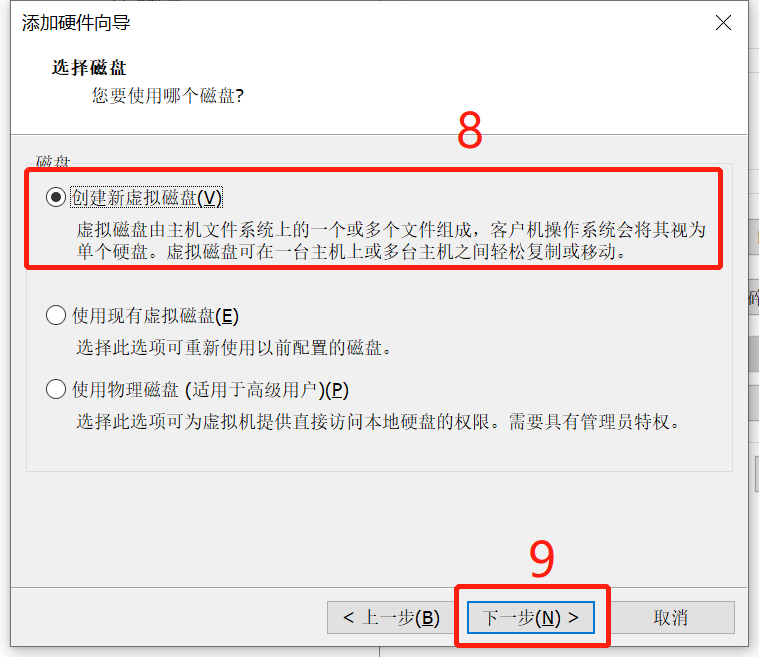 添加硬件向导
选择磁盘
您要使用哪个磁盘?
8
磁盘
创建新虚拟磁盘(V)
虚拟磁盘由主机文件系统上的一个或多个文件组成，客户机操作系统会将其视为
单个硬盘。虚拟磁盘可在一台主机上或多台主机之间轻松复制或移动。
使用现有虚拟磁盘(E)
选择此选项可重新使用以前配置的磁盘。
使用物理磁盘 (适用于高级用户)(P)
选择此选项可为虚拟机提供直接访问本地硬盘的权限。需要具有管理员特权。
9
< 上一步(B)
下一步(N) >
取消